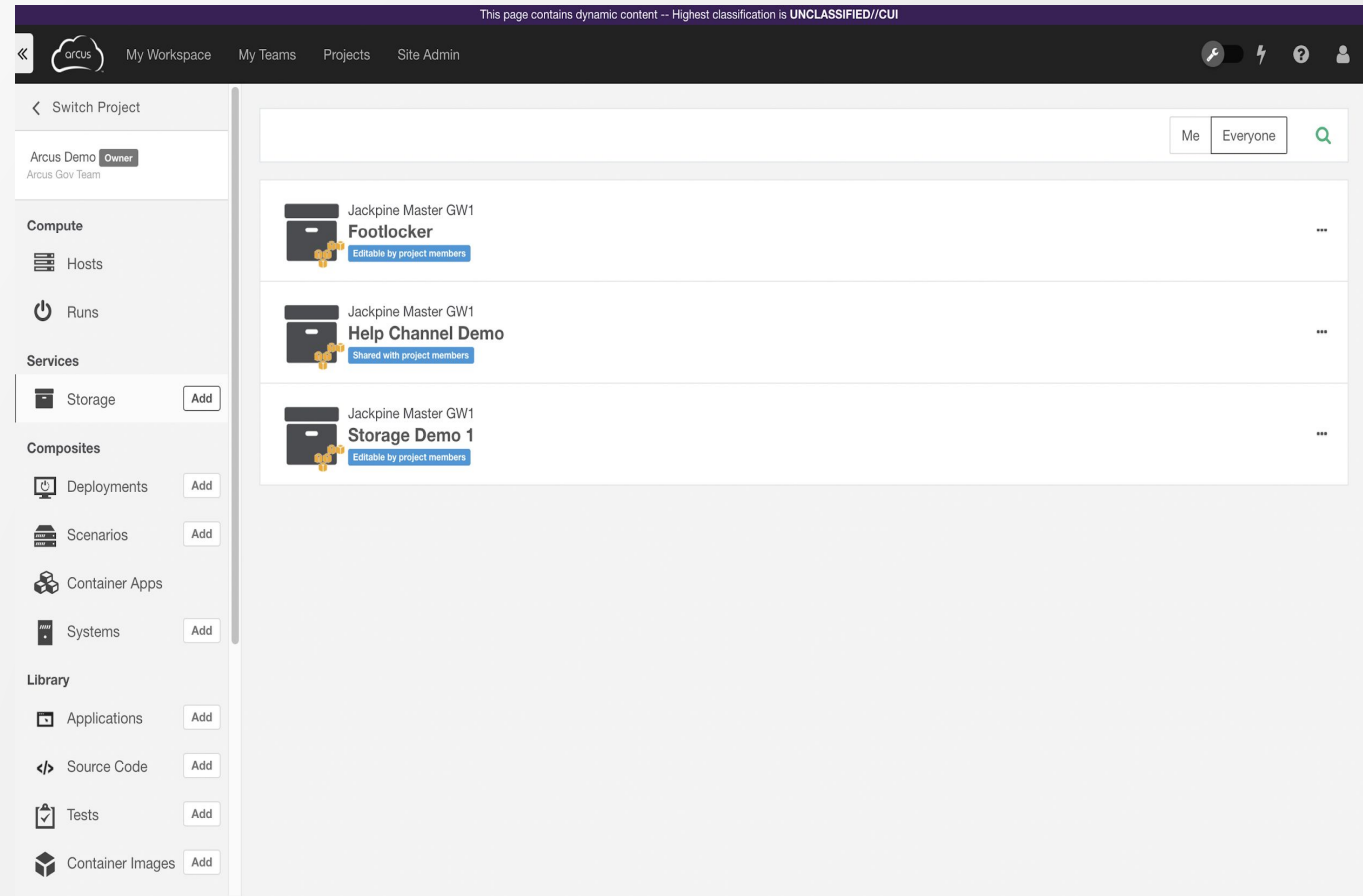 This page contains dynamic content -- Highest classification is UNCLASSIFIED//CUI
arcus My Workspace My Teams Projects Site Admin
Switch Project
Arcus Demo Owner
Arcus Gov Team
Me Everyone
Compute
Hosts
Runs
Services
Storage Add
Composites
Deployments Add
Scenarios Add
Container Apps
Systems Add
Library
Applications Add
Source Code Add
Tests Add
Container Images Add
Jackpine Master GW1
Footlocker
Editable by project members
Jackpine Master GW1
Help Channel Demo
Shared with project members
Jackpine Master GW1
Storage Demo 1
Editable by project members